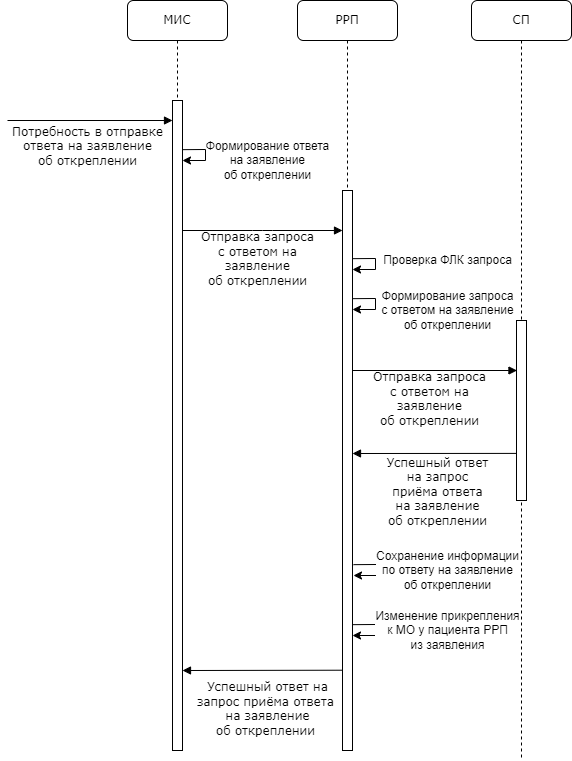 МИС
РРП
СП
Потребность в отправке
ответа на заявление
об откреплении
Формирование ответа
на заявление
об откреплении
Отправка запроса
с ответом на
заявление
об откреплении
Проверка ФЛК запроса
Формирование запроса
с ответом на заявление
об откреплении
Отправка запроса
с ответом на
заявление
об откреплении
Успешный ответ
на запрос
приёма ответа
на заявление
об откреплении
Сохранение информации
по ответу на заявление
об откреплении
Изменение прикрепления
к МО у пациента РРП
из заявления
Успешный ответ на
запрос приёма ответа
на заявление
об откреплении